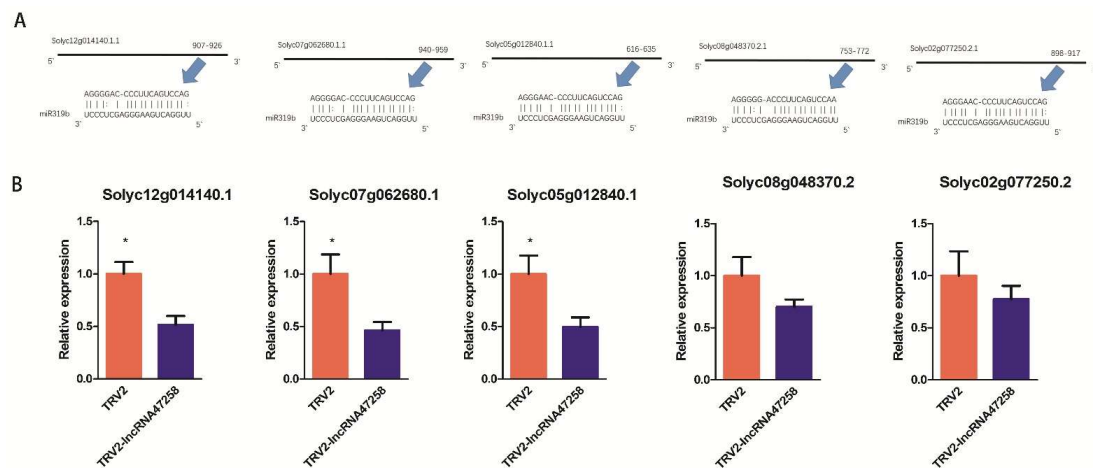 A
Solyc12g014140.1.1 907-926
5' 3'
AGGGGAC-CCCUUCAGUCCAG
miR319b UCCCUCGAGGGAAGUCAGGUU
3' 5'
Solyc07g062680.1.1 940-959
5' 3'
AGGGGAC-CCCUUCAGUCCAG
miR319b UCCCUCGAGGGAAGUCAGGUU
3' 5'
Solyc05g012840.1.1 616-635
5' 3'
AGGGAAC-CCCUUCAGUCCAG
miR319b UCCCUCGAGGGAAGUCAGGUU
3' 5'
Solyc08g048370.2.1 753-772
5' 3'
AGGGGG-ACCCUUCAGUCCAA
miR319b UCCCUCGAGGGAAGUCAGGUU
3' 5'
Solyc02g077250.2.1 898-917
5' 3'
AGGGAAC-CCCUUCAGUCCAG
miR319b UCCCUCGAGGGAAGUCAGGUU
3' 5'
B
Solyc12g014140.1
Relative expression
1.5
1.0
0.5
0.0
*
TRV2
TRV2-lncRNA47258
Solyc07g062680.1
Relative expression
1.5
1.0
0.5
0.0
*
TRV2
TRV2-lncRNA47258
Solyc05g012840.1
Relative expression
1.5
1.0
0.5
0.0
*
TRV2
TRV2-lncRNA47258
Solyc08g048370.2
Relative expression
2.0
1.5
1.0
0.5
0.0
TRV2
TRV2-lncRNA47258
Solyc02g077250.2
Relative expression
1.5
1.0
0.5
0.0
TRV2
TRV2-lncRNA47258